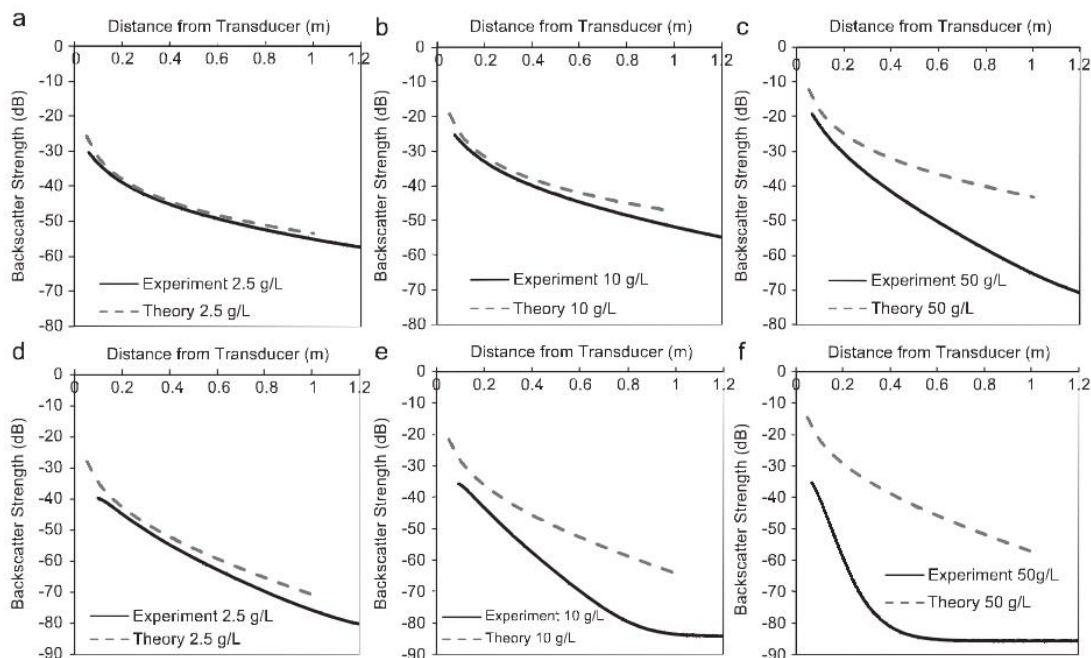 a
Distance from Transducer (m)
0 0.2 0.4 0.6 0.8 1 1.2
0
-10
-20
-30
-40
-50
-60
-70
-80
Backscatter Strength (dB)
Experiment 2.5 g/L
Theory 2.5 g/L
b
Distance from Transducer (m)
0 0.2 0.4 0.6 0.8 1 1.2
0
-10
-20
-30
-40
-50
-60
-70
-80
Backscatter Strength (dB)
Experiment 10 g/L
Theory 10 g/L
c
Distance from Transducer (m)
0 0.2 0.4 0.6 0.8 1 1.2
0
-10
-20
-30
-40
-50
-60
-70
-80
Backscatter Strength (dB)
Experiment 50 g/L
Theory 50 g/L
d
Distance from Transducer (m)
0 0.2 0.4 0.6 0.8 1 1.2
0
-10
-20
-30
-40
-50
-60
-70
-80
-90
Backscatter Strength (dB)
Experiment 2.5 g/L
Theory 2.5 g/L
e
Distance from Transducer (m)
0 0.2 0.4 0.6 0.8 1 1.2
0
-10
-20
-30
-40
-50
-60
-70
-80
-90
Backscatter Strength (dB)
Experiment 10 g/L
Theory 10 g/L
f
Distance from Transducer (m)
0 0.2 0.4 0.6 0.8 1 1.2
0
-10
-20
-30
-40
-50
-60
-70
-80
-90
Backscatter Strength (dB)
Experiment 50g/L
Theory 50 g/L